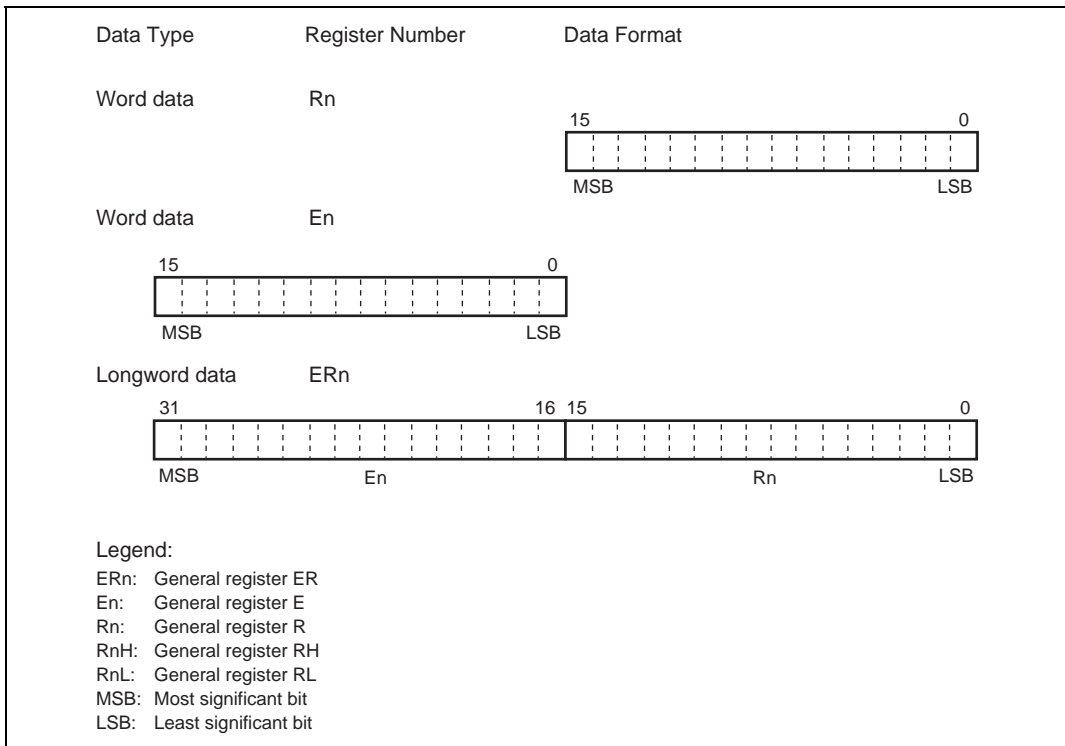 Data Type Register Number Data Format
Word data Rn
15 0
MSB LSB
Word data En
15 0
MSB LSB
Longword data ERn
31 16 15 0
MSB En Rn LSB
Legend:
ERn: General register ER
En: General register E
Rn: General register R
RnH: General register RH
RnL: General register RL
MSB: Most significant bit
LSB: Least significant bit